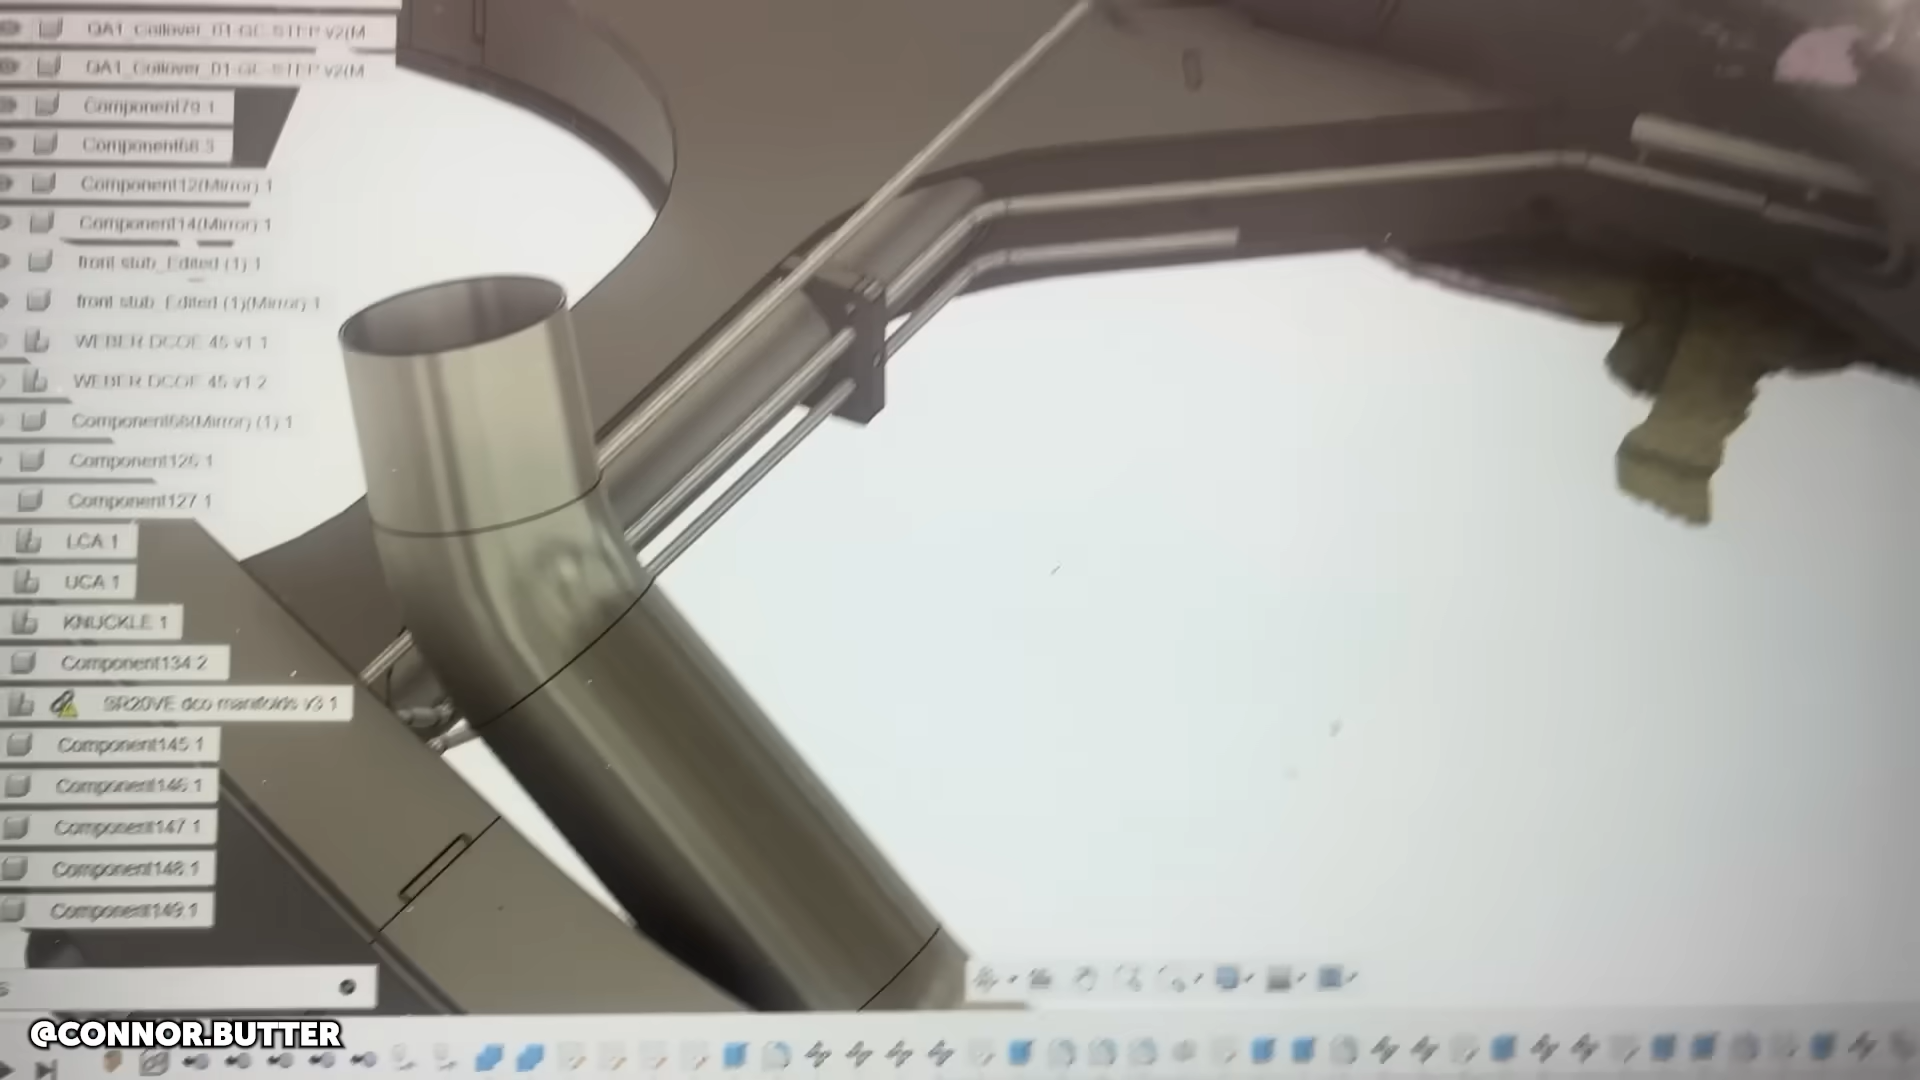 QA1_Coilover_01-GC-STEP v2(M
QA1_Coilover_01-GC-STEP v2(M
Component79:1
Component68:3
Component12(Mirror):1
Component14(Mirror):1
front stub_Edited (1):1
front stub_Edited (1)(Mirror):1
WEBER DCOE 45 v1:1
WEBER DCOE 45 v1:2
Component68(Mirror) (1):1
Component126:1
Component127:1
LCA:1
UCA:1
KNUCKLE:1
Component134:2
SR20VE dco manifolds v3:1
Component145:1
Component146:1
Component147:1
Component148:1
Component149:1
@CONNOR.BUTTER